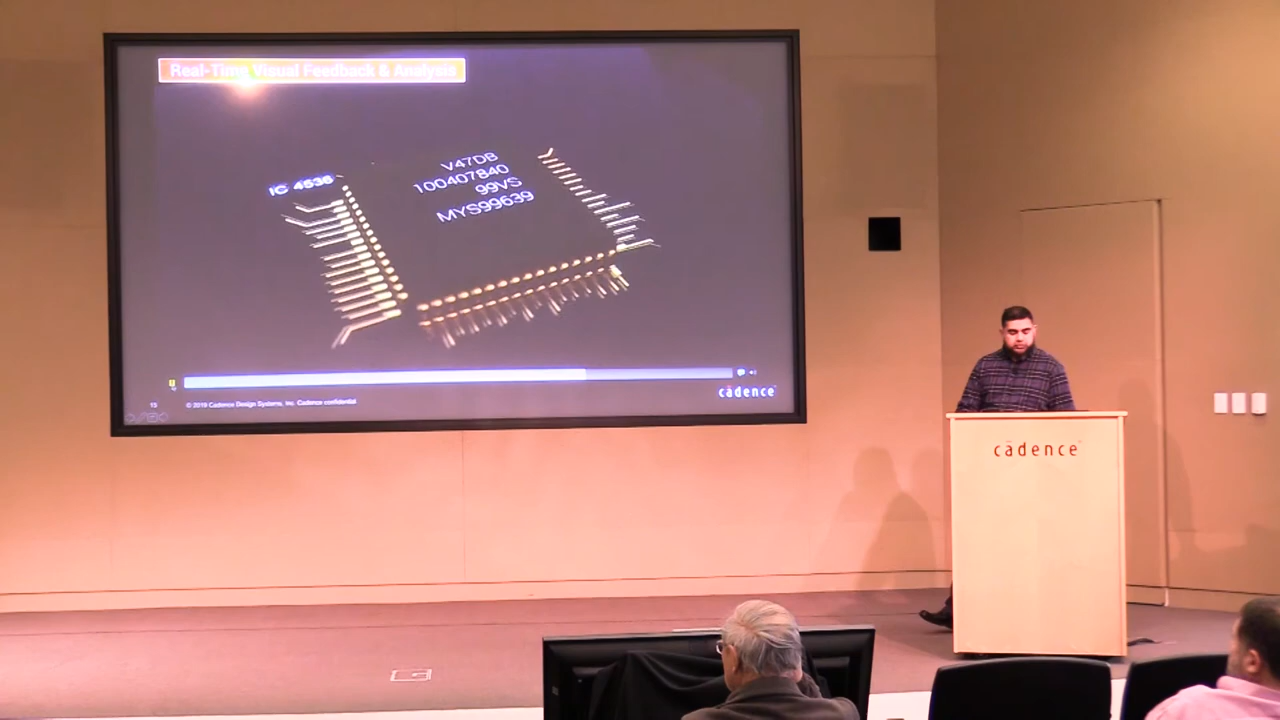 Real-Time Visual Feedback & Analysis
IC 4536
V47DB
100407840
99VS
MYS99639
cādence
15
© 2019 Cadence Design Systems, Inc. Cadence confidential
cādence